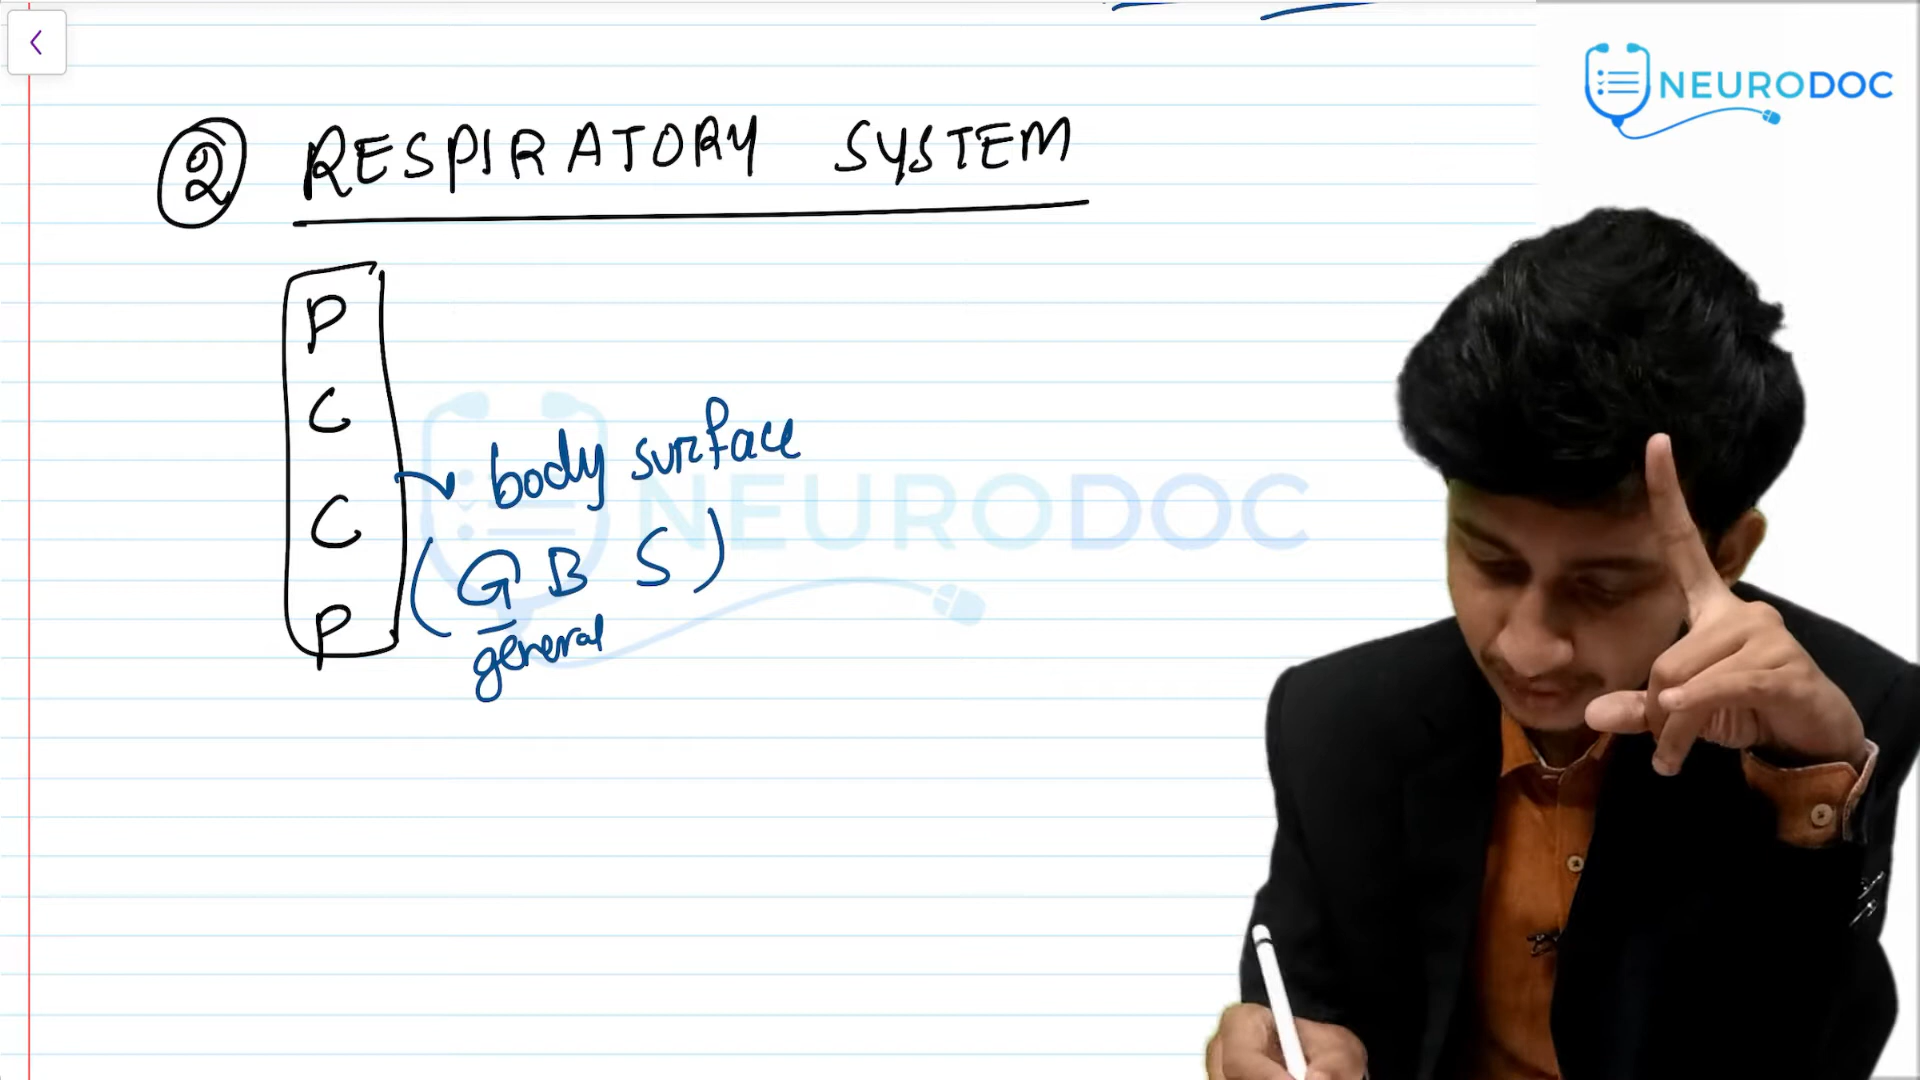 NEURODOC
② RESPIRATORY SYSTEM
P
C
C
P
body surface
(G B S)
general
NEURODOC